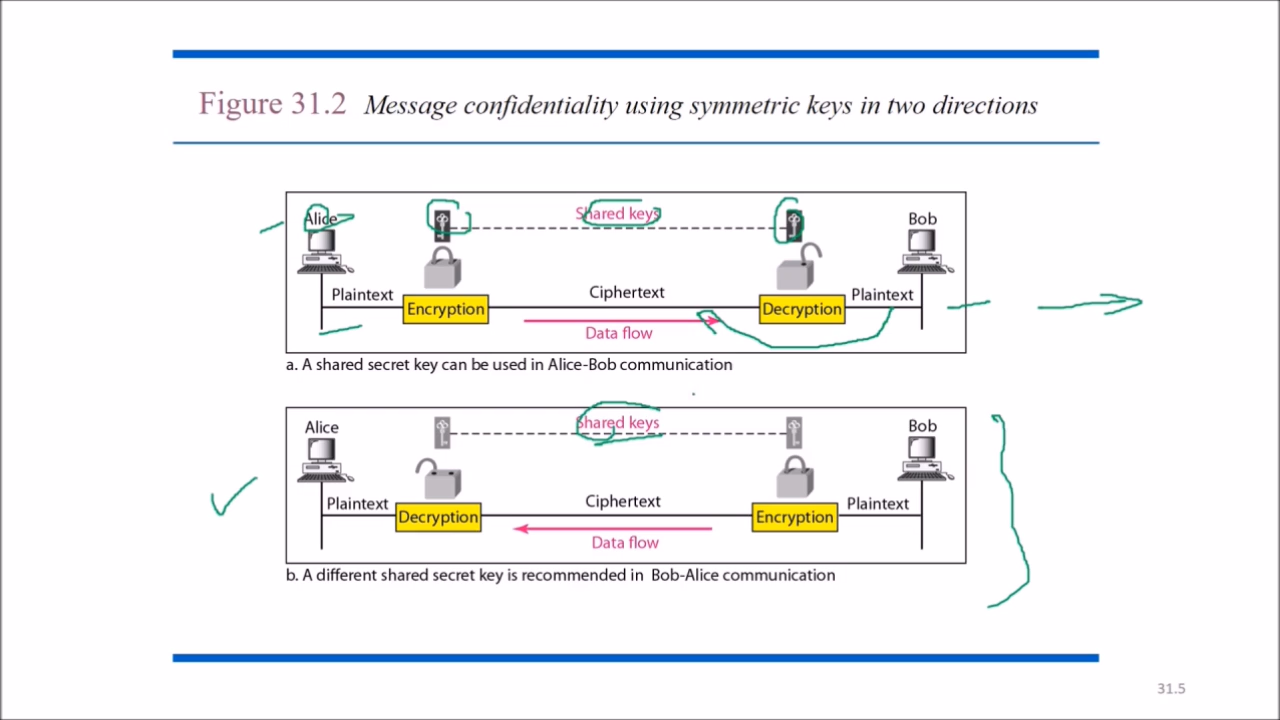 Figure 31.2 Message confidentiality using symmetric keys in two directions
Alice
Shared keys
Bob
Plaintext
Encryption
Ciphertext
Decryption
Plaintext
Data flow
a. A shared secret key can be used in Alice-Bob communication
Alice
Shared keys
Bob
Plaintext
Decryption
Ciphertext
Encryption
Plaintext
Data flow
b. A different shared secret key is recommended in Bob-Alice communication
31.5